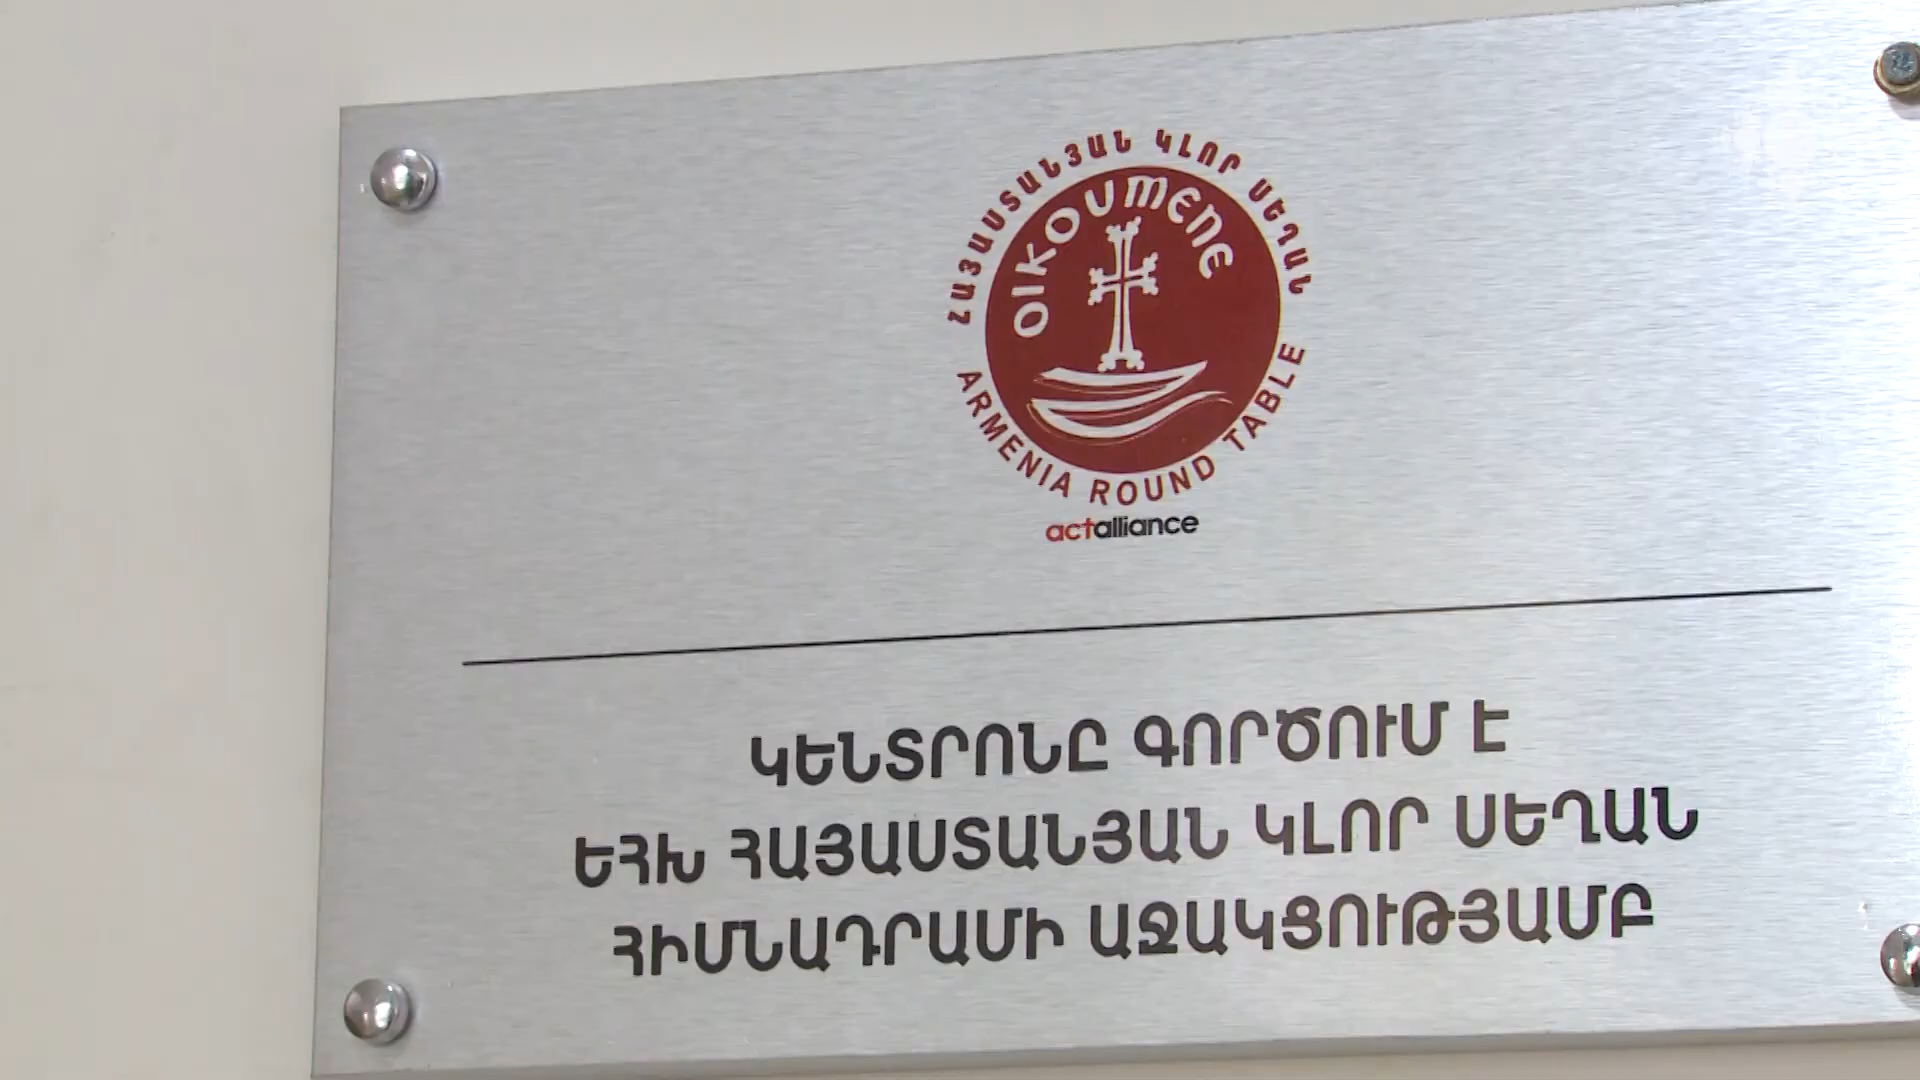 ՀԱՅԱՍՏԱՆՅԱՆ ԿԼՈՐ ՍԵՂԱՆ
OIKOUMENE
ARMENIA ROUND TABLE
actalliance
ԿԵՆՏՐՈՆԸ ԳՈՐԾՈՒՄ Է
ԵՀԽ ՀԱՅԱՍՏԱՆՅԱՆ ԿԼՈՐ ՍԵՂԱՆ
ՀԻՄՆԱԴՐԱՄԻ ԱՋԱԿՑՈՒԹՅԱՄԲ